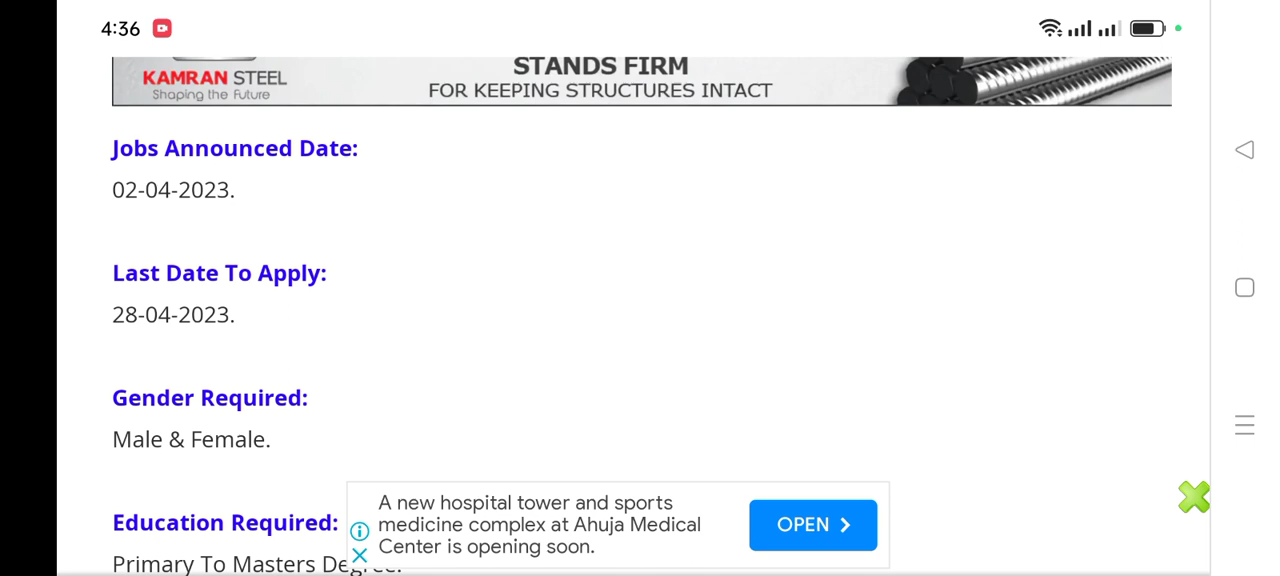 4:36
STANDS FIRM
KAMRAN STEEL
FOR KEEPING STRUCTURES INTACT
Shaping the Future
Jobs Announced Date:
02-04-2023.
Last Date To Apply:
28-04-2023.
Gender Required:
Male & Female.
Education Required:
Primary To Masters Degree.
A new hospital tower and sports
medicine complex at Ahuja Medical
Center is opening soon.
OPEN